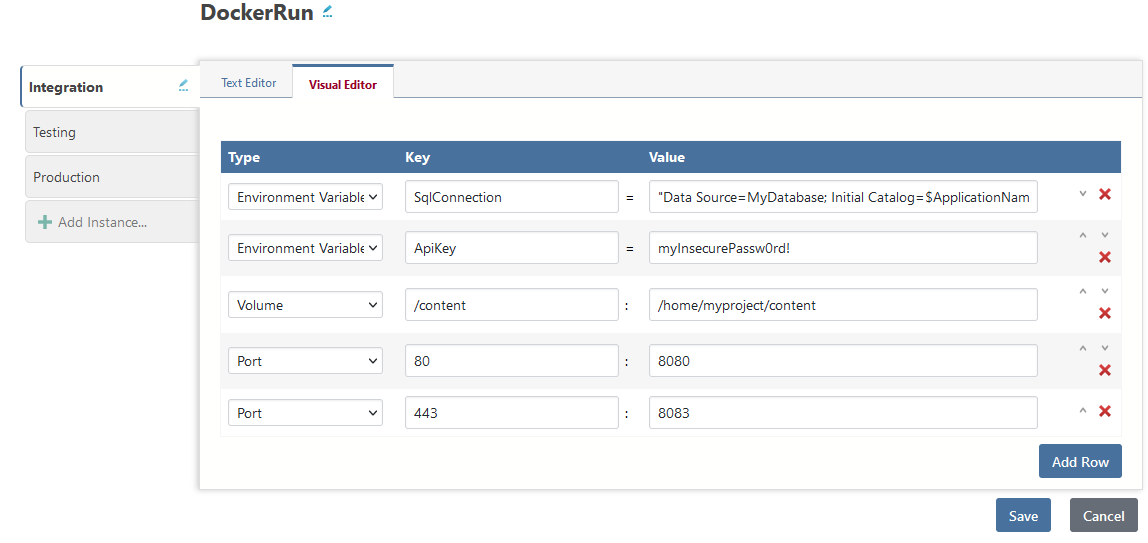 DockerRun
Integration
Testing
Production
Add Instance...
Text Editor
Visual Editor
Type Key Value
Environment Variable SqlConnection = "Data Source=MyDatabase; Initial Catalog=$ApplicationNam
Environment Variable ApiKey = myInsecurePassw0rd!
Volume /content : /home/myproject/content
Port 80 : 8080
Port 443 : 8083
Add Row
Save Cancel